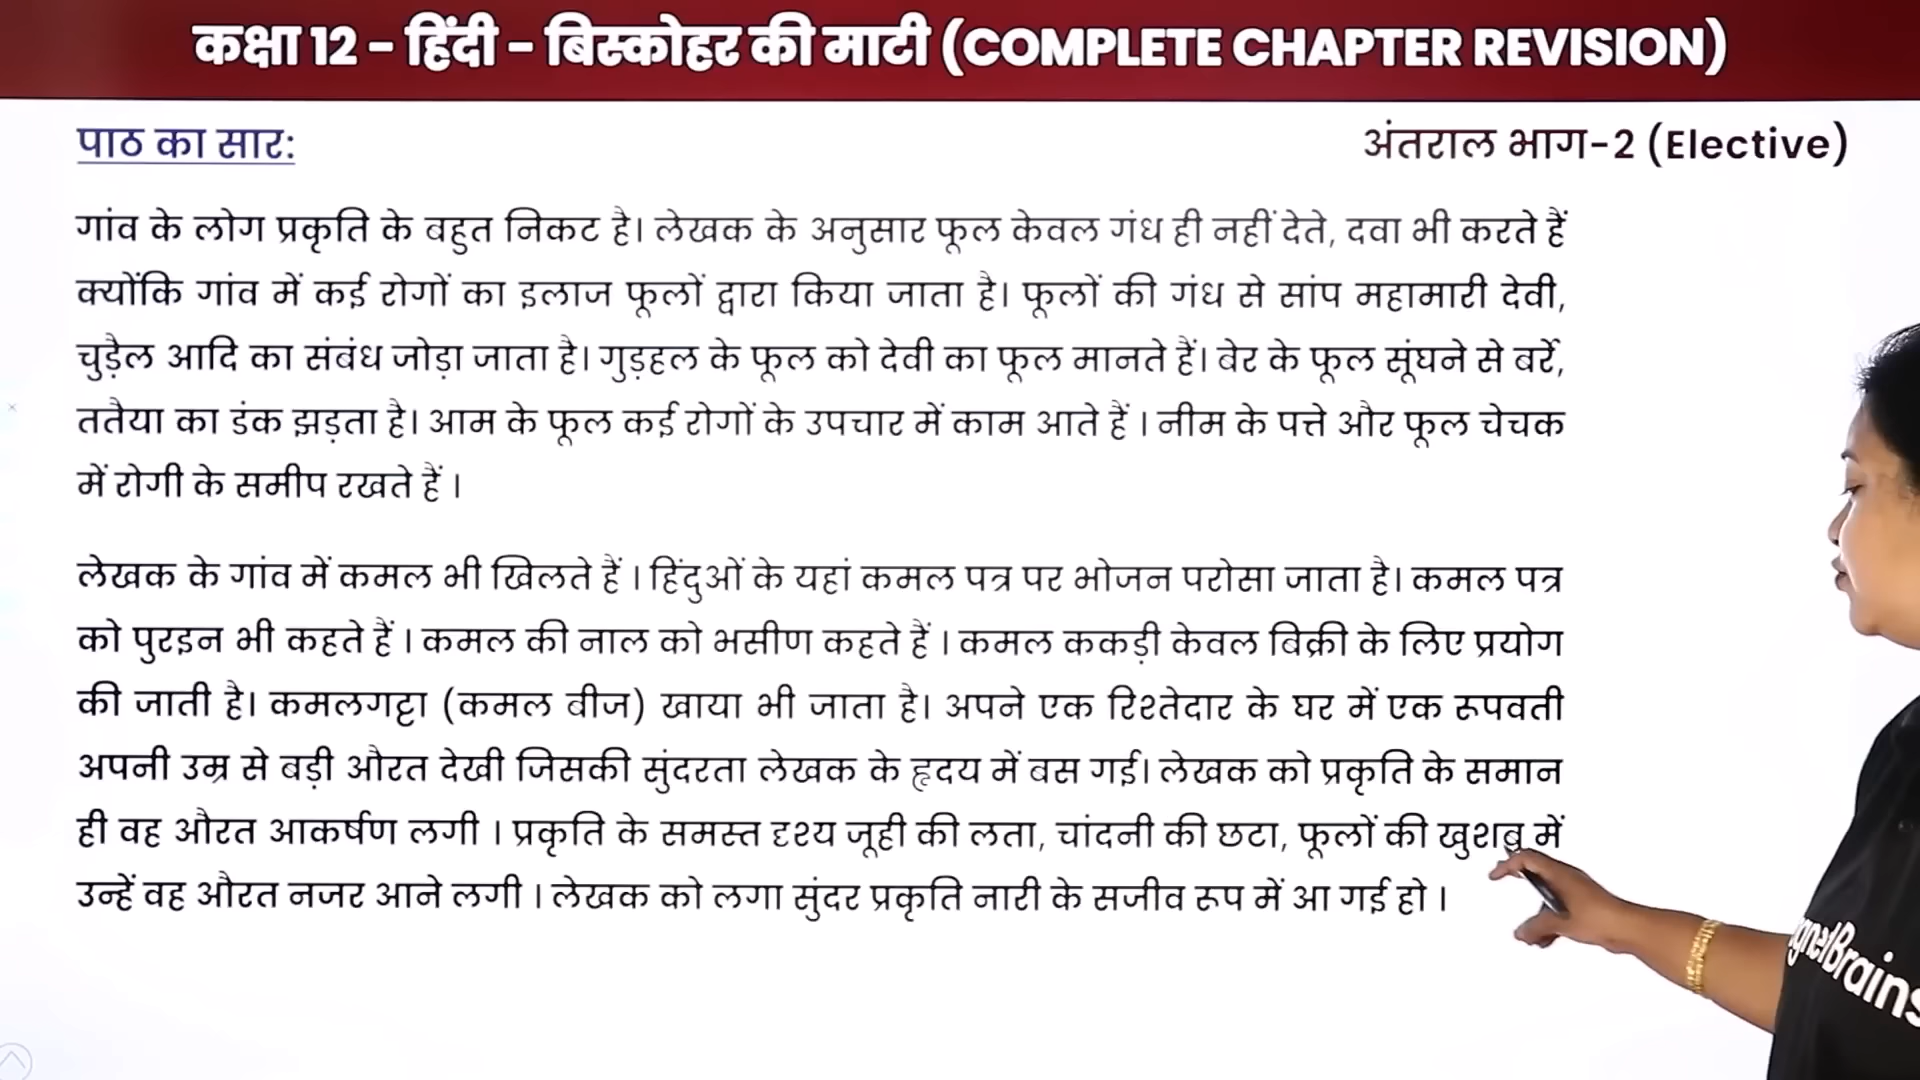 कक्षा 12 - हिंदी - बिस्कोहर की माटी (COMPLETE CHAPTER REVISION)
पाठ का सार:
अंतराल भाग-2 (Elective)
गांव के लोग प्रकृति के बहुत निकट है। लेखक के अनुसार फूल केवल गंध ही नहीं देते, दवा भी करते हैं
क्योंकि गांव में कई रोगों का इलाज फूलों द्वारा किया जाता है। फूलों की गंध से सांप महामारी देवी,
चुड़ैल आदि का संबंध जोड़ा जाता है। गुड़हल के फूल को देवी का फूल मानते हैं। बेर के फूल सूंघने से बर्रे,
ततैया का डंक झड़ता है। आम के फूल कई रोगों के उपचार में काम आते हैं । नीम के पत्ते और फूल चेचक
में रोगी के समीप रखते हैं ।
लेखक के गांव में कमल भी खिलते हैं । हिंदुओं के यहां कमल पत्र पर भोजन परोसा जाता है। कमल पत्र
को पुरइन भी कहते हैं । कमल की नाल को भसीण कहते हैं । कमल ककड़ी केवल बिक्री के लिए प्रयोग
की जाती है। कमलगट्टा (कमल बीज) खाया भी जाता है। अपने एक रिश्तेदार के घर में एक रूपवती
अपनी उम्र से बड़ी औरत देखी जिसकी सुंदरता लेखक के हृदय में बस गई। लेखक को प्रकृति के समान
ही वह औरत आकर्षण लगी । प्रकृति के समस्त दृश्य जूही की लता, चांदनी की छटा, फूलों की खुशबू में
उन्हें वह औरत नजर आने लगी । लेखक को लगा सुंदर प्रकृति नारी के सजीव रूप में आ गई हो ।